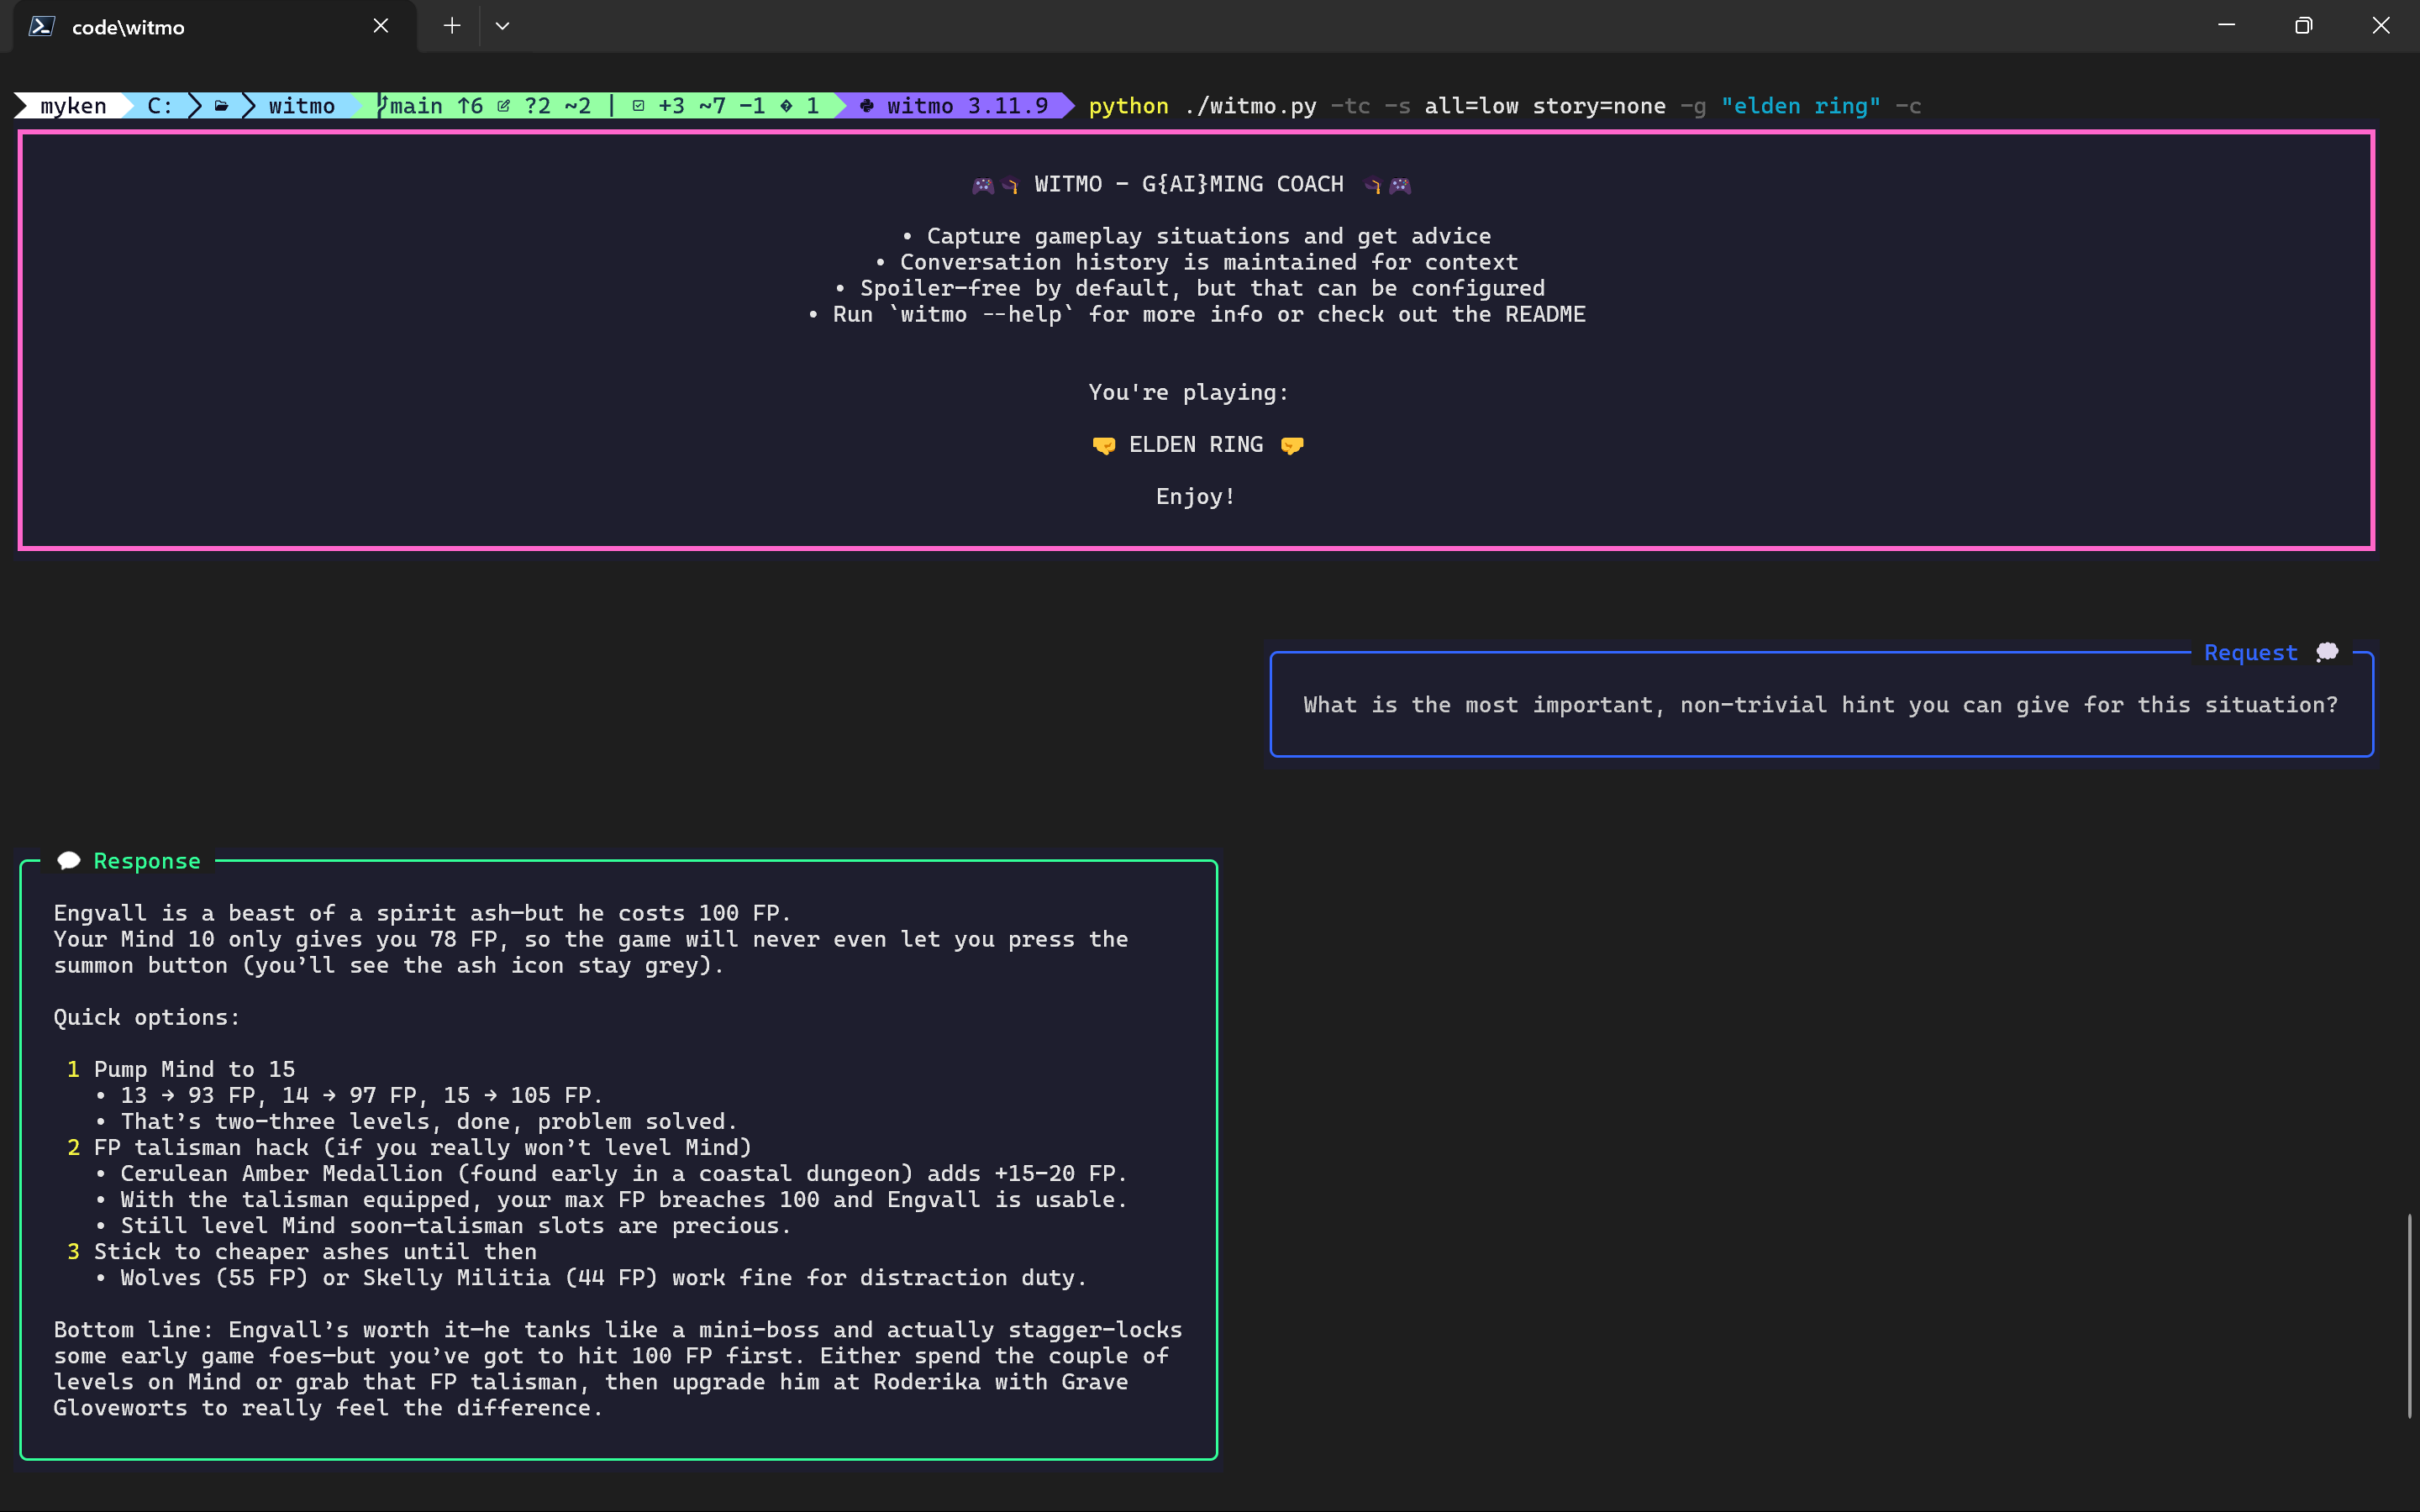 code\witmo
myken C: witmo main ↑6 ?2 ~2 | +3 ~7 -1 1 witmo 3.11.9 python ./witmo.py -tc -s all=low story=none -g "elden ring" -c
WITMO - G{AI}MING COACH
• Capture gameplay situations and get advice
• Conversation history is maintained for context
• Spoiler-free by default, but that can be configured
• Run `witmo --help` for more info or check out the README
You're playing:
ELDEN RING
Enjoy!
Request
What is the most important, non-trivial hint you can give for this situation?
Response
Engvall is a beast of a spirit ash—but he costs 100 FP.
Your Mind 10 only gives you 78 FP, so the game will never even let you press the
summon button (you’ll see the ash icon stay grey).
Quick options:
1 Pump Mind to 15
• 13 → 93 FP, 14 → 97 FP, 15 → 105 FP.
• That’s two-three levels, done, problem solved.
2 FP talisman hack (if you really won’t level Mind)
• Cerulean Amber Medallion (found early in a coastal dungeon) adds +15-20 FP.
• With the talisman equipped, your max FP breaches 100 and Engvall is usable.
• Still level Mind soon—talisman slots are precious.
3 Stick to cheaper ashes until then
• Wolves (55 FP) or Skelly Militia (44 FP) work fine for distraction duty.
Bottom line: Engvall’s worth it—he tanks like a mini-boss and actually stagger-locks
some early game foes—but you’ve got to hit 100 FP first. Either spend the couple of
levels on Mind or grab that FP talisman, then upgrade him at Roderika with Grave
Gloveworts to really feel the difference.